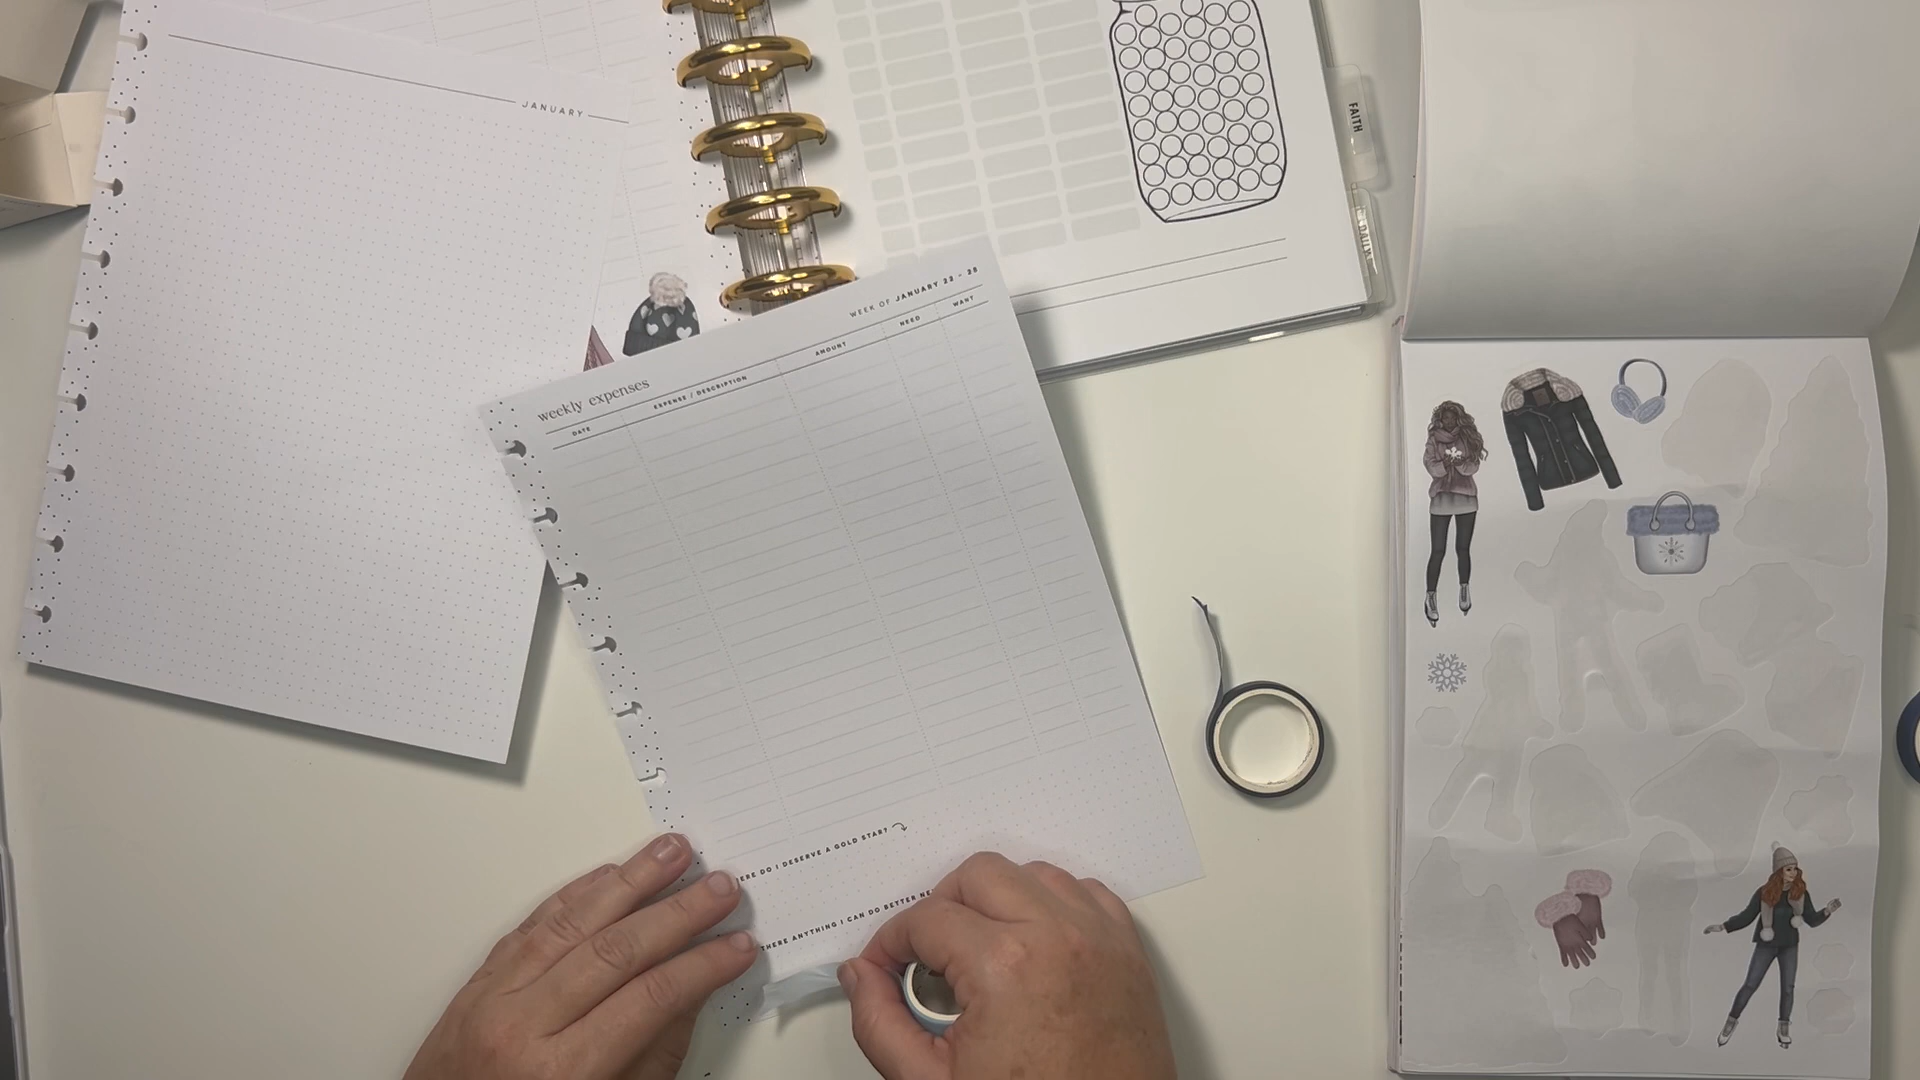 JANUARY
FAITH
DAILY
WEEK OF JANUARY 22 - 28
weekly expenses
DATE
EXPENSE / DESCRIPTION
AMOUNT
NEED
WANT
DO I DESERVE A GOLD STAR?
ANYTHING I CAN DO BETTER